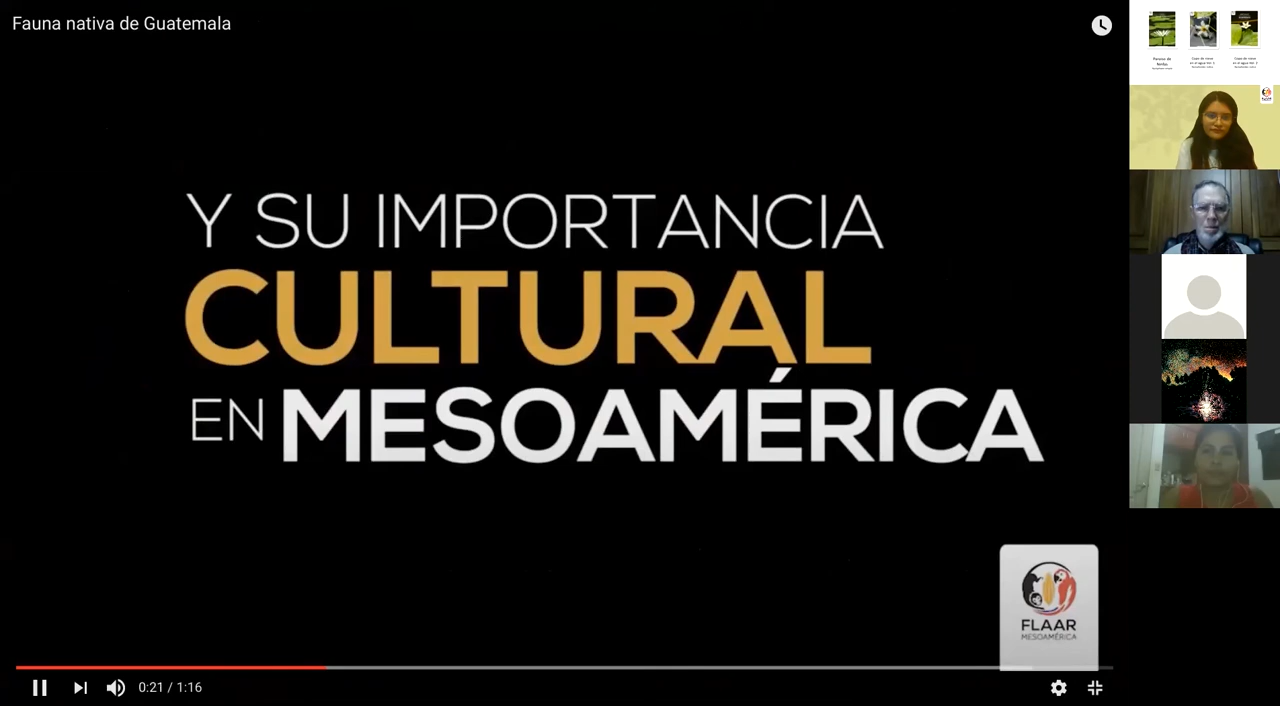 Fauna nativa de Guatemala
Y SU IMPORTANCIA
CULTURAL
EN MESOAMÉRICA
FLAAR
MESOAMÉRICA
0:21 / 1:16